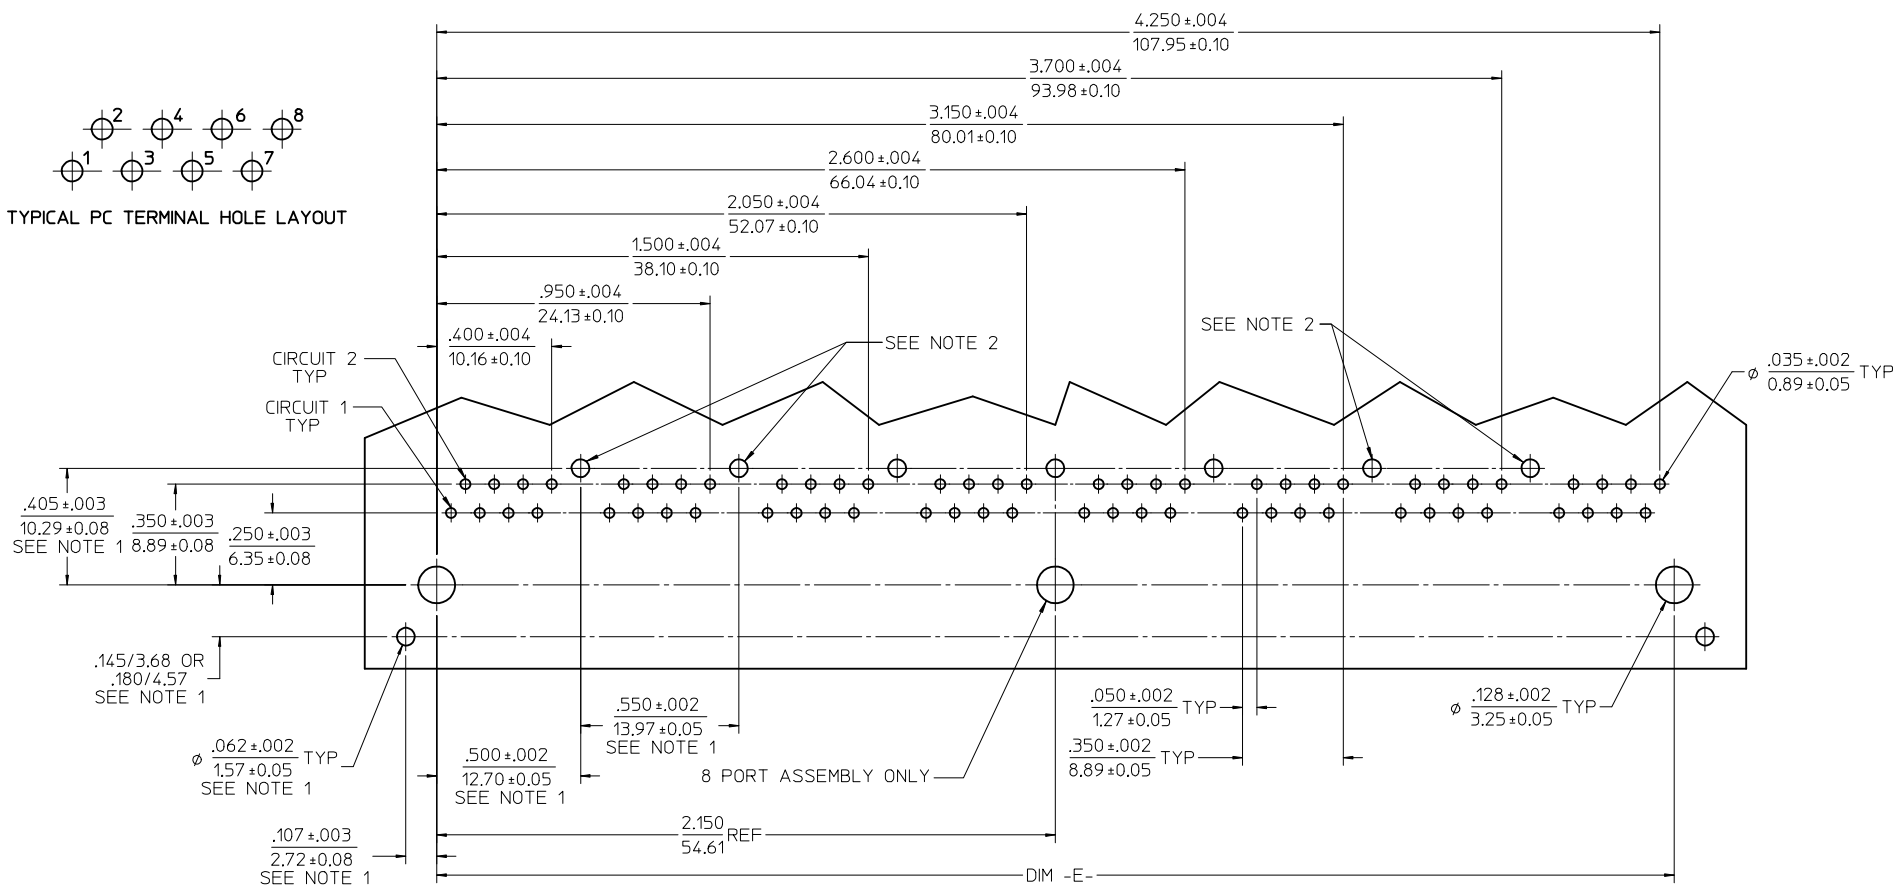 4.250±.004
107.95±0.10
3.700±.004
93.98±0.10
3.150±.004
80.01±0.10
2.600±.004
66.04±0.10
2.050±.004
52.07±0.10
1.500±.004
38.10±0.10
.950±.004
24.13±0.10
.400±.004
10.16±0.10
2 4 6 8
1 3 5 7
TYPICAL PC TERMINAL HOLE LAYOUT
CIRCUIT 2
TYP
CIRCUIT 1
TYP
SEE NOTE 2
SEE NOTE 2
ø .035±.002 TYP
0.89±0.05
.405±.003
10.29±0.08
SEE NOTE 1
.350±.003
8.89±0.08
.250±.003
6.35±0.08
.145/3.68 OR
.180/4.57
SEE NOTE 1
ø .062±.002 TYP
1.57±0.05
SEE NOTE 1
.107±.003
2.72±0.08
SEE NOTE 1
.550±.002
13.97±0.05
SEE NOTE 1
.500±.002
12.70±0.05
SEE NOTE 1
8 PORT ASSEMBLY ONLY
.050±.002 TYP
1.27±0.05
.350±.002 TYP
8.89±0.05
ø .128±.002 TYP
3.25±0.05
2.150 REF
54.61
DIM -E-